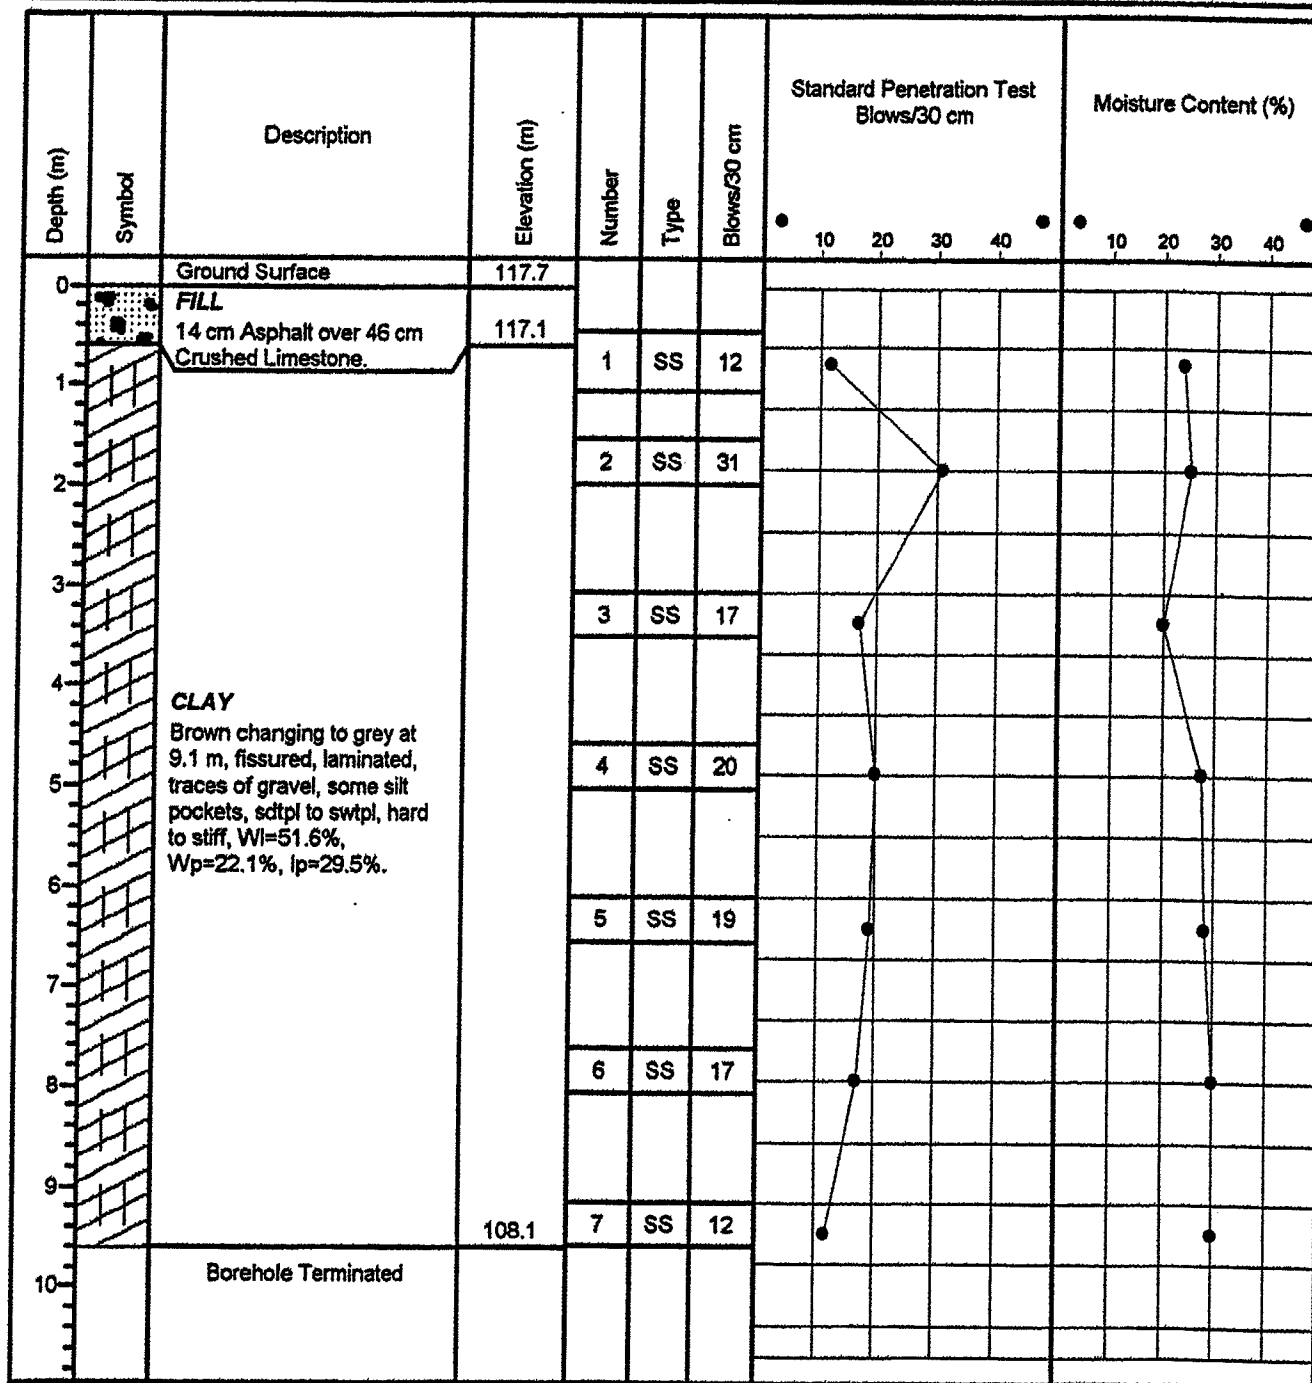 Depth (m)
Symbol
Description
Elevation (m)
Number
Type
Blows/30 cm
Standard Penetration Test
Blows/30 cm
10 20 30 40
Moisture Content (%)
10 20 30 40
Ground Surface 117.7
0
FILL
14 cm Asphalt over 46 cm 117.1
Crushed Limestone.
1 SS 12
1
2 SS 31
2
3
3 SS 17
4
CLAY
Brown changing to grey at
9.1 m, fissured, laminated,
traces of gravel, some silt
pockets, sdtpl to swtpl, hard
to stiff, Wl=51.6%,
Wp=22.1%, Ip=29.5%.
4 SS 20
5
6
5 SS 19
7
6 SS 17
8
9
108.1 7 SS 12
Borehole Terminated
10